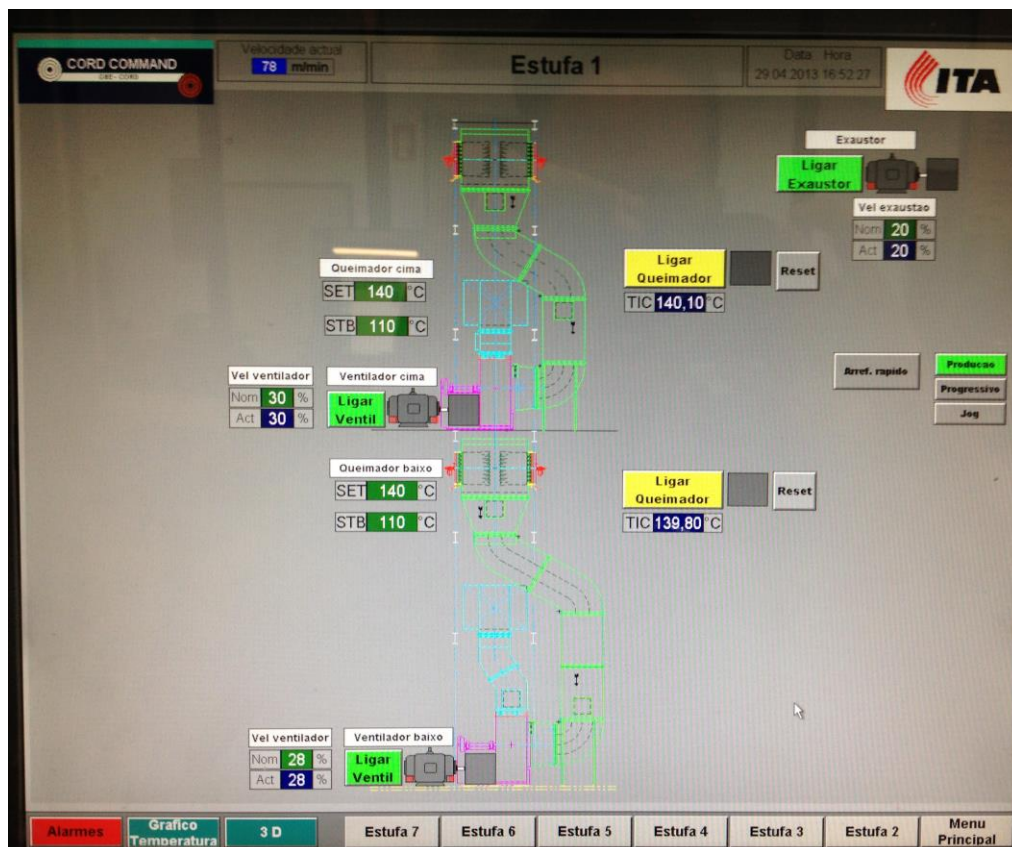 CORD COMMAND
Velocidade actual
78 m/min
Estufa 1
Data Hora
29.04.2013 16:52:27
ITA
Exaustor
Ligar
Exaustor
Vel exaustao
Nom 20 %
Act 20 %
Queimador cima
SET 140 °C
STB 110 °C
Ligar
Queimador
Reset
TIC 140,10 °C
Vel ventilador
Nom 30 %
Act 30 %
Ventilador cima
Ligar
Ventil
Arref. rapido
Producao
Progressivo
Jog
Queimador baixo
SET 140 °C
STB 110 °C
Ligar
Queimador
Reset
TIC 139,80 °C
Vel ventilador
Nom 28 %
Act 28 %
Ventilador baixo
Ligar
Ventil
Alarmes
Grafico
Temperatura
3 D
Estufa 7
Estufa 6
Estufa 5
Estufa 4
Estufa 3
Estufa 2
Menu
Principal